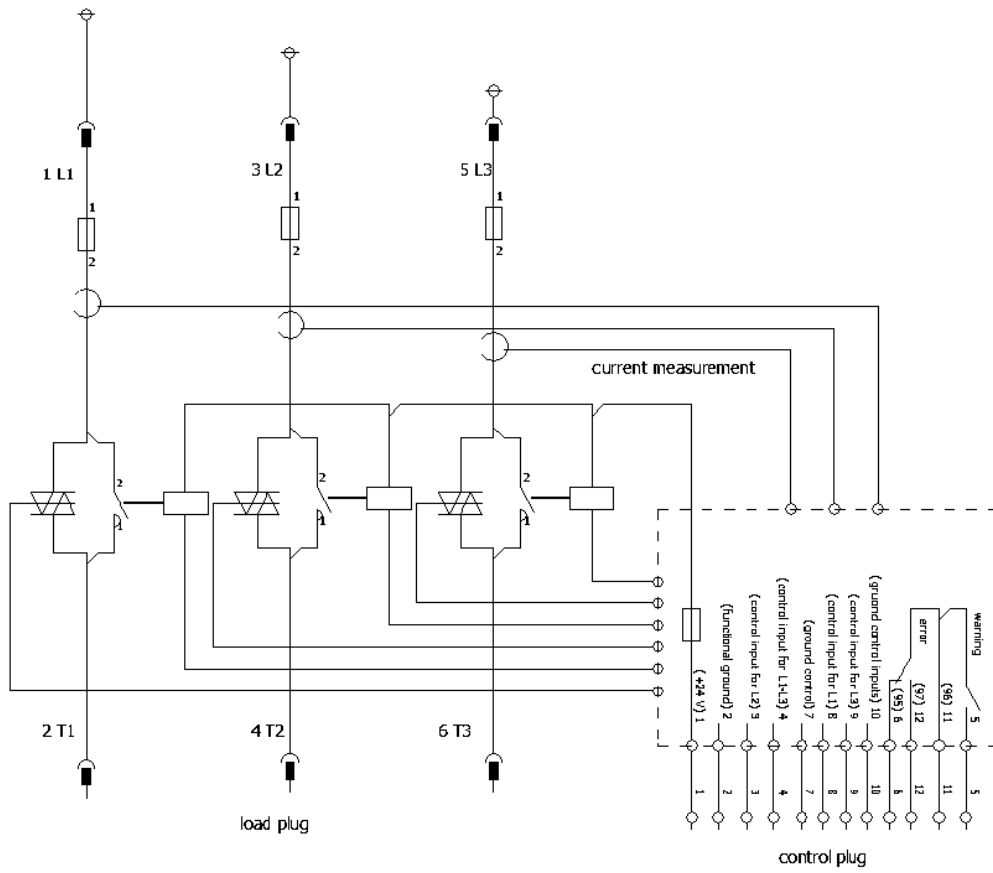 1 L1
3 L2
5 L3
1
1
1
2
2
2
current measurement
2
2
2
1
1
1
( +24 V) 1
(functional ground) 2
(control input for L2) 3
(control input for L1-L3) 4
(ground control) 7
(control input for L1) 8
(control input for L3) 9
(ground control inputs) 10
error
(95) 6
(97) 12
(96) 11
warning
5
2 T1
4 T2
6 T3
1
2
3
4
7
8
9
10
6
12
11
5
load plug
control plug